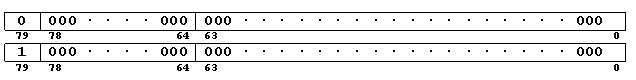 0 000 · · · · 000 000 · · · · · · · · · · · · · · · · · · 000
79 78 64 63 0
1 000 · · · · 000 000 · · · · · · · · · · · · · · · · · · 000
79 78 64 63 0